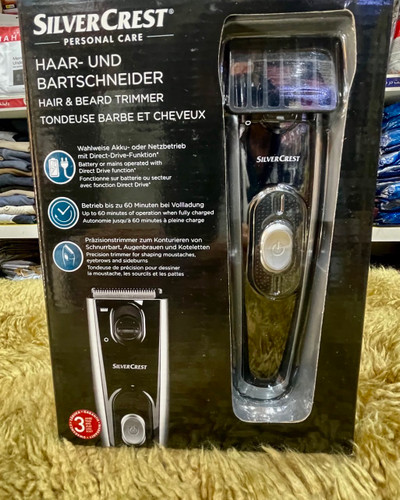 SILVERCREST®
PERSONAL CARE
HAAR- UND
BARTSCHNEIDER
HAIR & BEARD TRIMMER
TONDEUSE BARBE ET CHEVEUX
Wahlweise Akku- oder Netzbetrieb
mit Direct-Drive-Funktion*
Battery or mains operated with
Direct Drive function*
Fonctionne sur batterie ou secteur
avec fonction Direct Drive*
Betrieb bis zu 60 Minuten bei Vollladung
Up to 60 minutes of operation when fully charged
Autonomie jusqu'à 60 minutes à pleine charge
Präzisionstrimmer zum Konturieren von
Schnurrbart, Augenbrauen und Koteletten
Precision trimmer for shaping moustaches,
eyebrows and sideburns
Tondeuse de précision pour dessiner
la moustache, les sourcils et les pattes
SILVERCREST
SILVERCREST
3